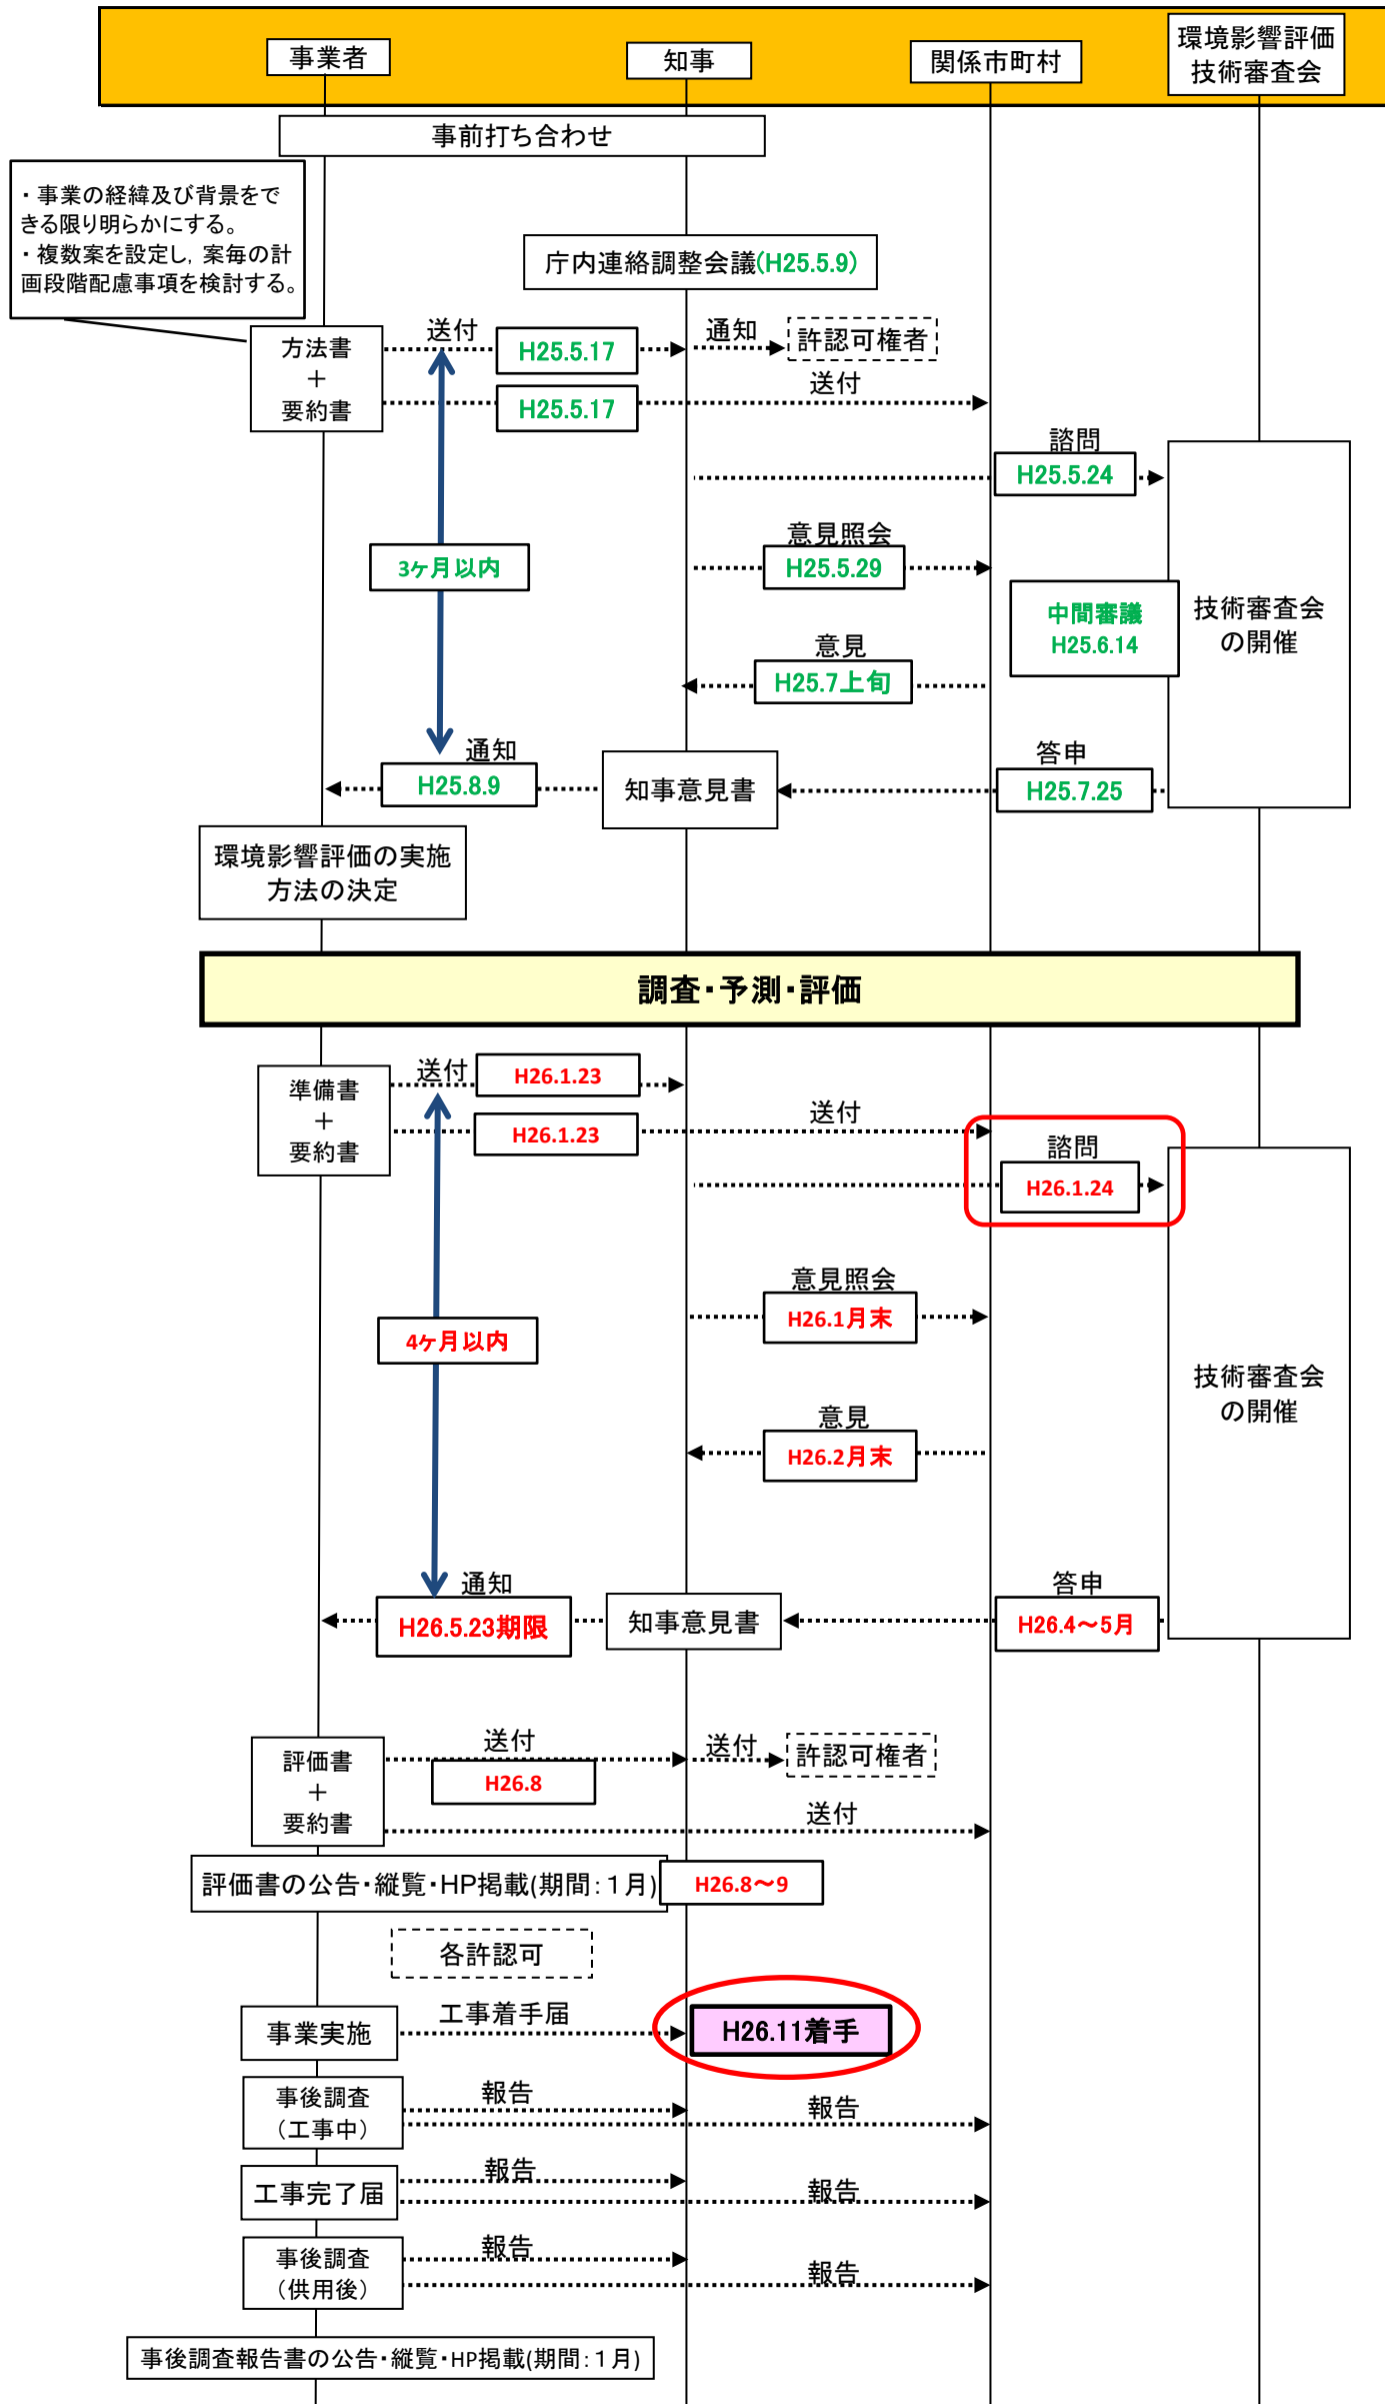 事業者
知事
関係市町村
環境影響評価
技術審査会
事前打ち合わせ
・事業の経緯及び背景をで
きる限り明らかにする。
・複数案を設定し，案毎の計
画段階配慮事項を検討する。
庁内連絡調整会議(H25.5.9)
方法書
＋
要約書
送付
H25.5.17
通知
許認可権者
H25.5.17
送付
諮問
H25.5.24
意見照会
H25.5.29
3ヶ月以内
中間審議
H25.6.14
技術審査会
の開催
意見
H25.7上旬
通知
H25.8.9
知事意見書
答申
H25.7.25
環境影響評価の実施
方法の決定
調査・予測・評価
準備書
＋
要約書
送付
H26.1.23
H26.1.23
送付
諮問
H26.1.24
意見照会
H26.1月末
4ヶ月以内
技術審査会
の開催
意見
H26.2月末
通知
H26.5.23期限
知事意見書
答申
H26.4～5月
評価書
＋
要約書
送付
H26.8
送付
許認可権者
送付
評価書の公告・縦覧・HP掲載(期間：１月)
H26.8～9
各許認可
事業実施
工事着手届
H26.11着手
事後調査
（工事中）
報告
報告
工事完了届
報告
報告
事後調査
（供用後）
報告
報告
事後調査報告書の公告・縦覧・HP掲載(期間：１月)